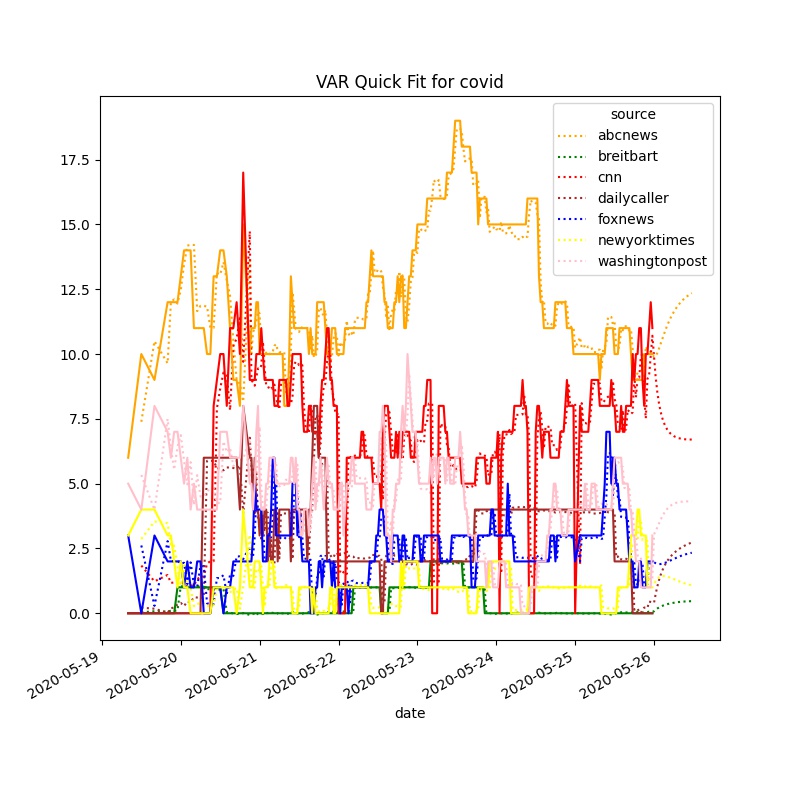 VAR Quick Fit for covid
source
abcnews
breitbart
cnn
dailycaller
foxnews
newyorktimes
washingtonpost
17.5
15.0
12.5
10.0
7.5
5.0
2.5
0.0
2020-05-19
2020-05-20
2020-05-21
2020-05-22
2020-05-23
2020-05-24
2020-05-25
2020-05-26
date